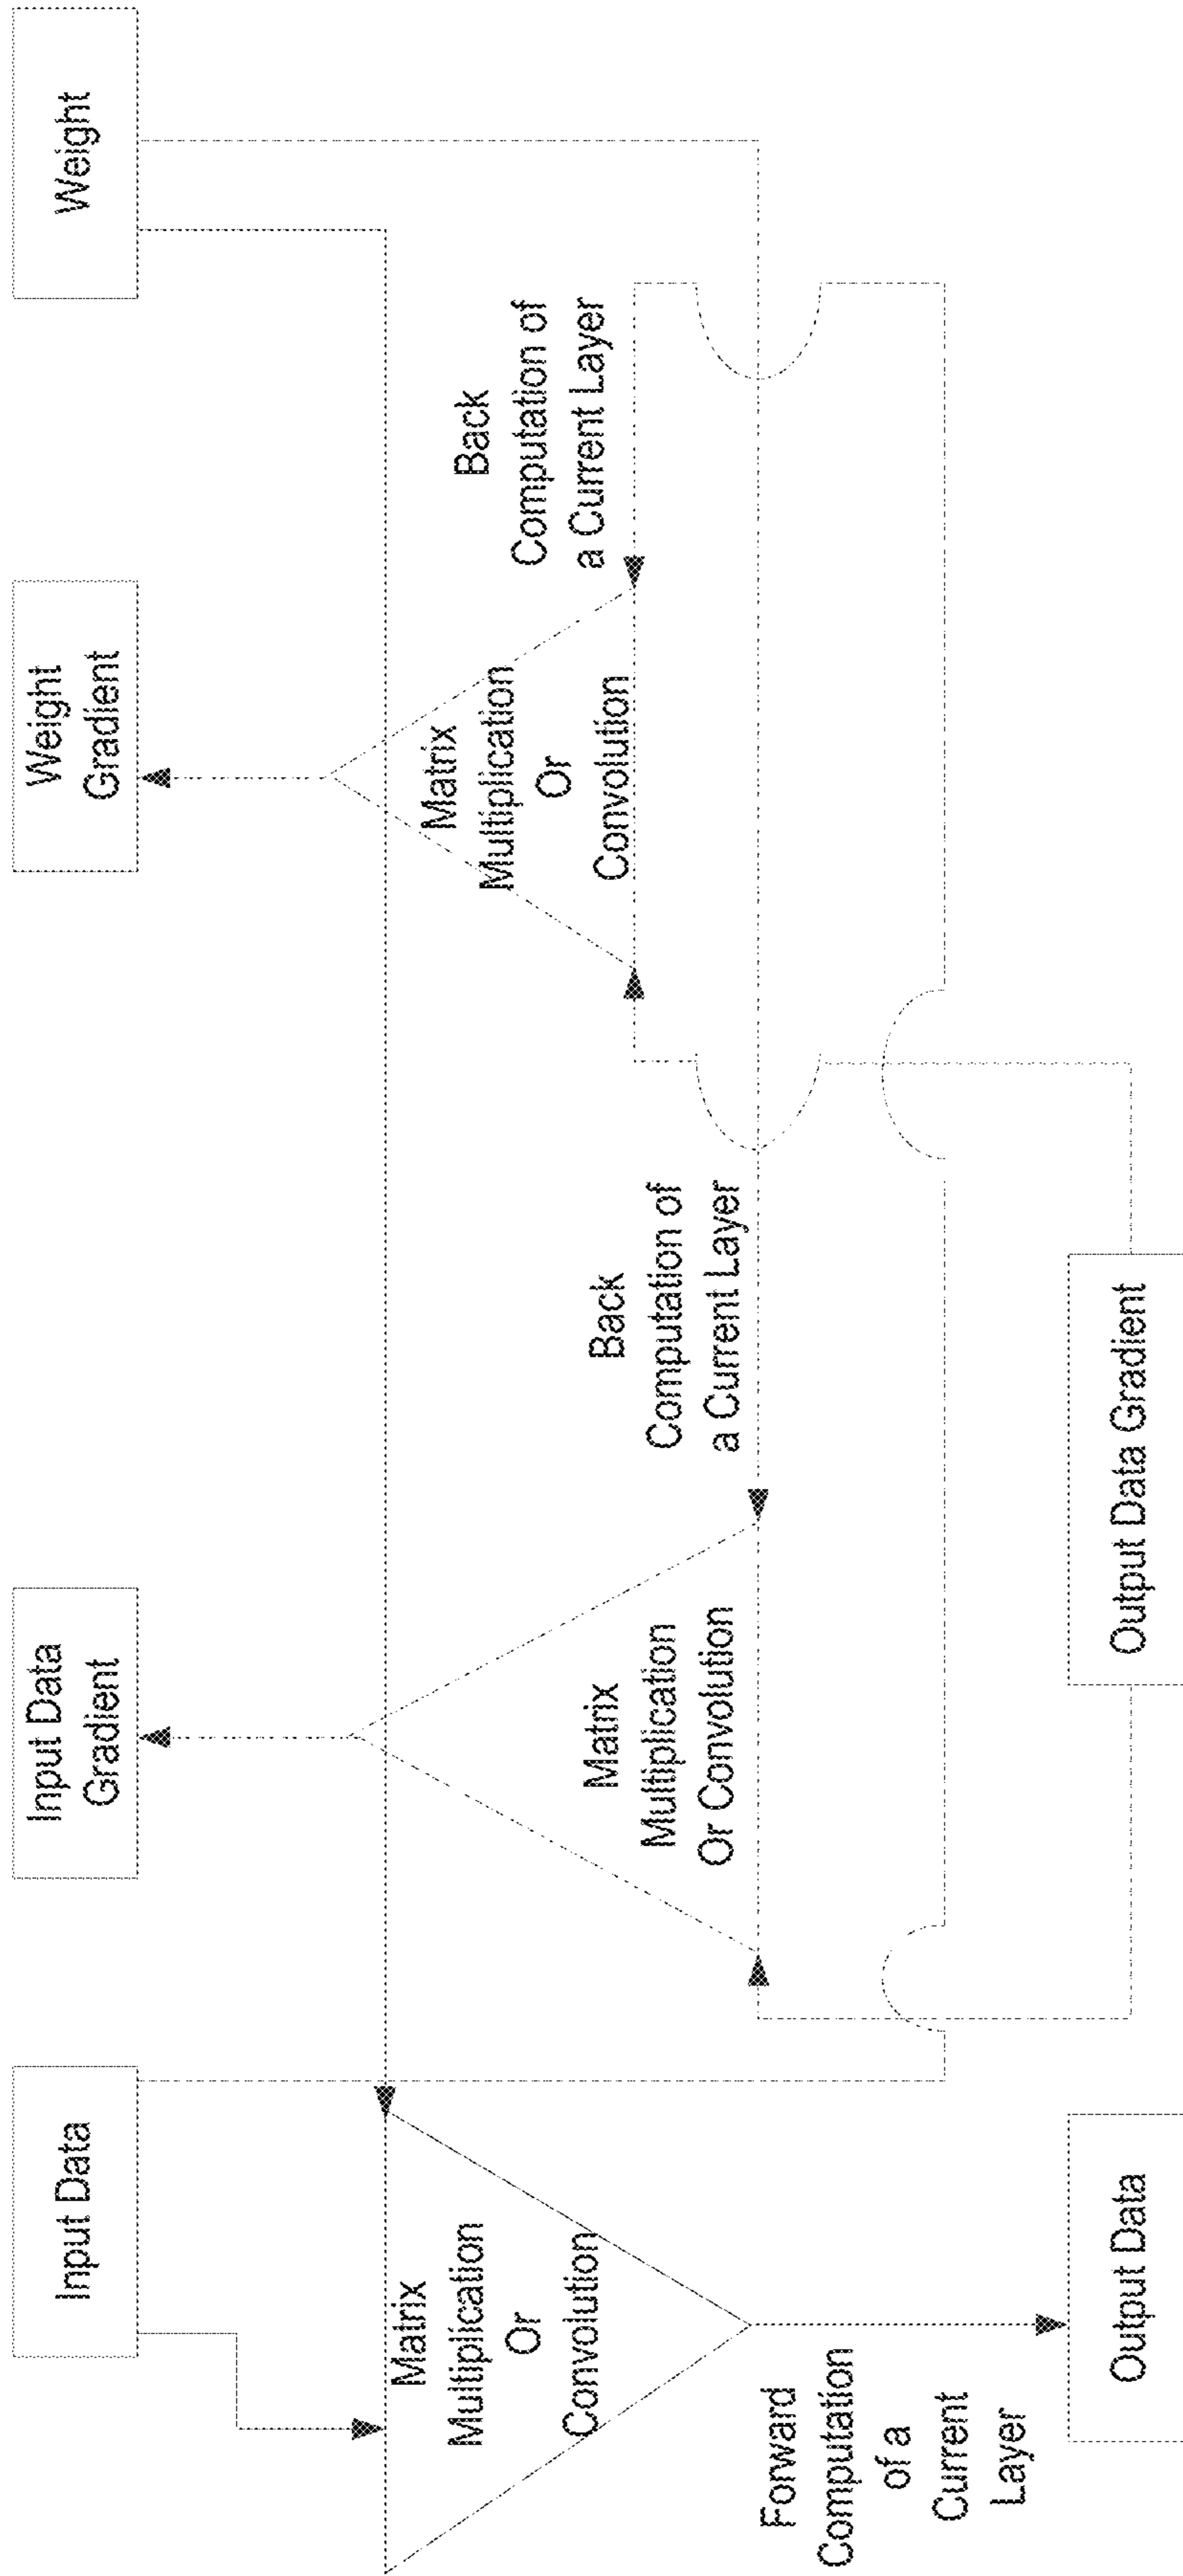 Input Data
Input Data
Gradient
Weight
Gradient
Weight
Matrix
Multiplication
Or
Convolution
Matrix
Multiplication
Or Convolution
Matrix
Multiplication
Or
Convolution
Back
Computation of
a Current Layer
Back
Computation of
a Current Layer
Forward
Computation
of a
Current
Layer
Output Data
Output Data Gradient